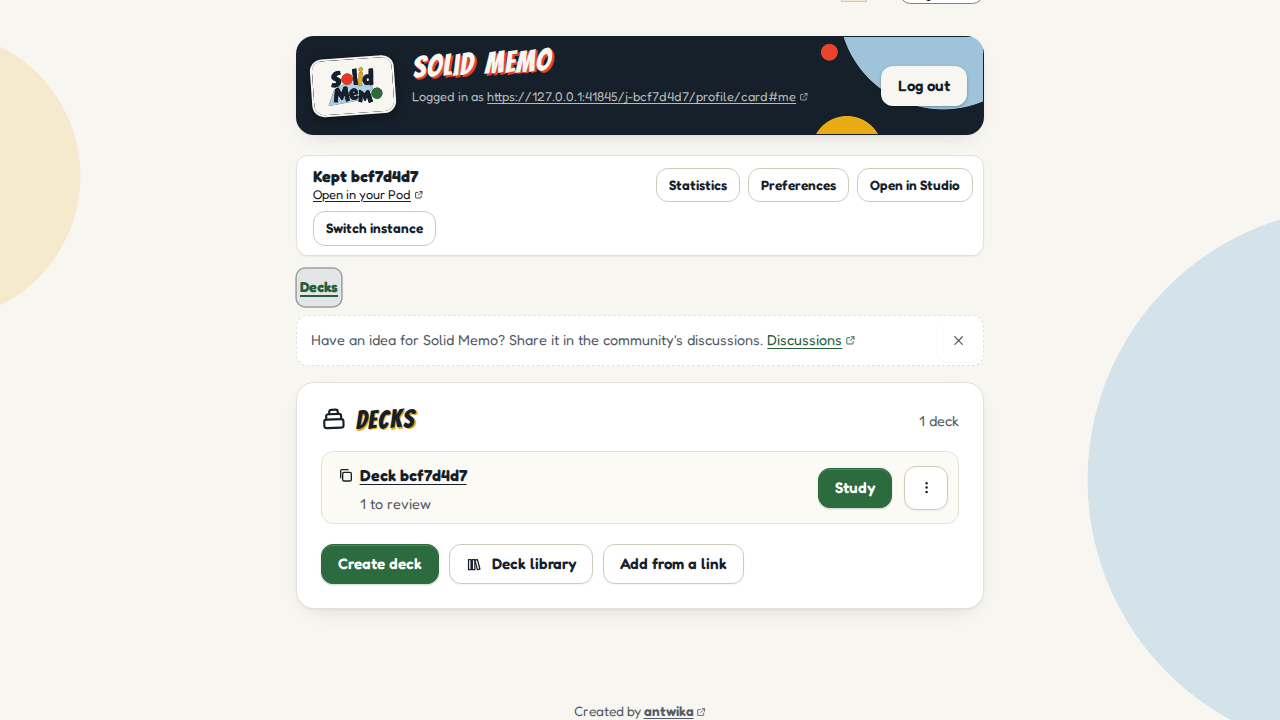 Solid
Memo
SOLID MEMO
Logged in as https://127.0.0.1:41845/j-bcf7d4d7/profile/card#me
Log out
Kept bcf7d4d7
Open in your Pod
Statistics
Preferences
Open in Studio
Switch instance
Decks
Have an idea for Solid Memo? Share it in the community's discussions. Discussions
DECKS
1 deck
Deck bcf7d4d7
1 to review
Study
Create deck
Deck library
Add from a link
Created by antwika